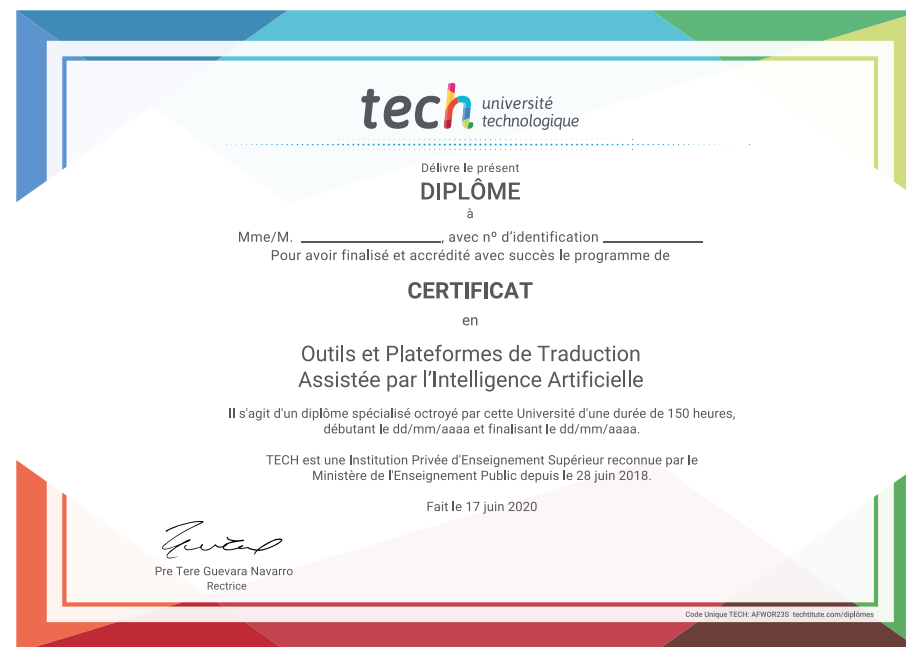 tech université
technologique
Délivre le présent
DIPLÔME
à
Mme/M. ____________________, avec nº d'identification ______________
Pour avoir finalisé et accrédité avec succès le programme de
CERTIFICAT
en
Outils et Plateformes de Traduction
Assistée par l'Intelligence Artificielle
Il s'agit d'un diplôme spécialisé octroyé par cette Université d'une durée de 150 heures,
débutant le dd/mm/aaaa et finalisant le dd/mm/aaaa.
TECH est une Institution Privée d'Enseignement Supérieur reconnue par le
Ministère de l'Enseignement Public depuis le 28 juin 2018.
Fait le 17 juin 2020
Pre Tere Guevara Navarro
Rectrice
Code Unique TECH: AFWOR23S techtitute.com/diplômes